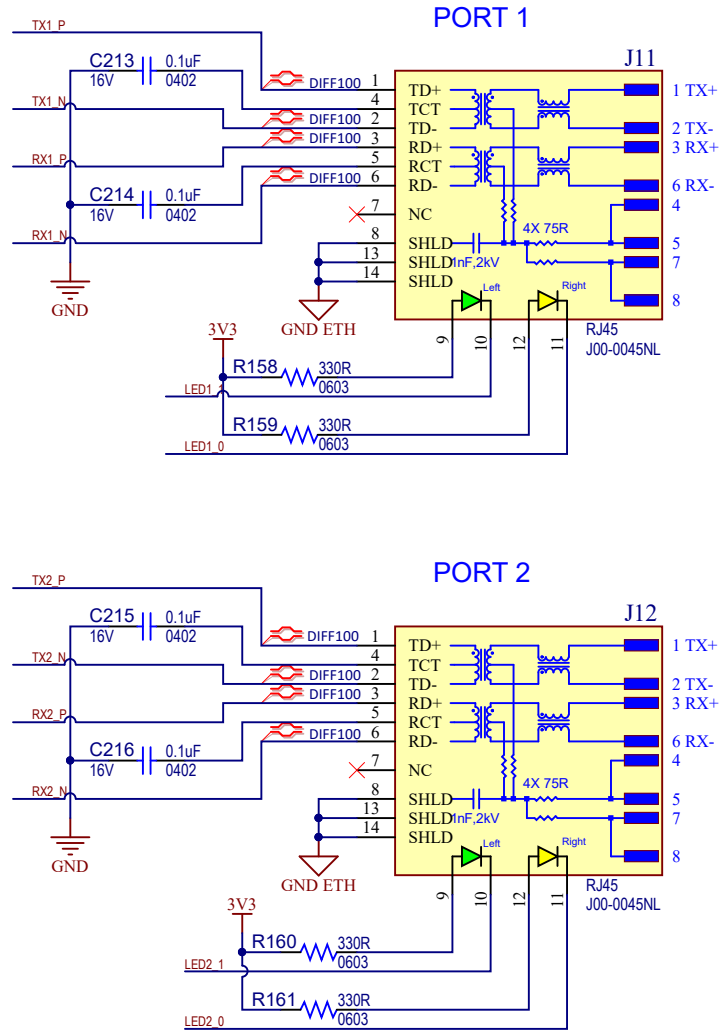 PORT 1
TX1_P
C213 0.1uF
16V 0402
DIFF100 1 TD+
4 TCT
TX1_N
DIFF100 2 TD-
DIFF100 3 RD+
RX1_P
5 RCT
C214 0.1uF
16V 0402
DIFF100 6 RD-
7 NC
RX1_N
8 SHLD
13 SHLD
14 SHLD
GND
GND ETH
J11
1 TX+
2 TX-
3 RX+
6 RX-
4
4X 75R
5
1nF,2kV
7
8
Left
Right
RJ45
J00-0045NL
9 10 12 11
3V3
R158 330R
0603
LED1_1
R159 330R
0603
LED1_0
PORT 2
TX2_P
C215 0.1uF
16V 0402
DIFF100 1 TD+
4 TCT
TX2_N
DIFF100 2 TD-
DIFF100 3 RD+
RX2_P
5 RCT
C216 0.1uF
16V 0402
DIFF100 6 RD-
7 NC
RX2_N
8 SHLD
13 SHLD
14 SHLD
GND
GND ETH
J12
1 TX+
2 TX-
3 RX+
6 RX-
4
4X 75R
5
1nF,2kV
7
8
Left
Right
RJ45
J00-0045NL
9 10 12 11
3V3
R160 330R
0603
LED2_1
R161 330R
0603
LED2_0